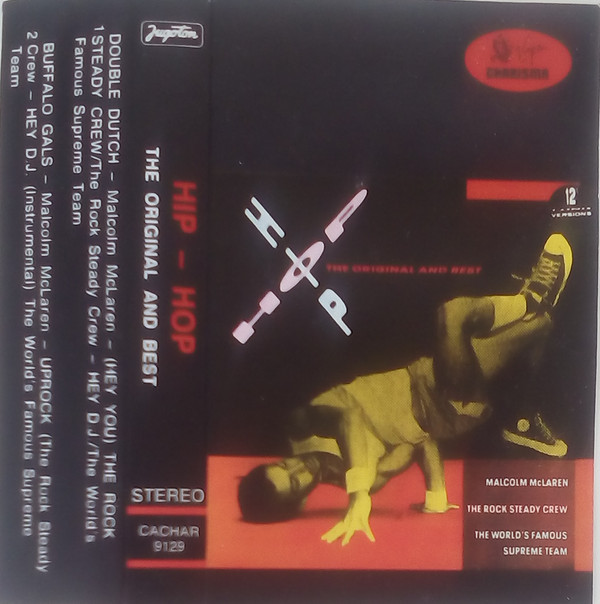 DOUBLE DUTCH – Malcolm McLaren – (HEY YOU) THE ROCK
1 STEADY CREW/The Rock Steady Crew – HEY D.J/The World's
Famous Supreme Team
BUFFALO GALS – Malcolm McLaren – UPROCK (The Rock Steady
2 Crew – HEY D.J. (Instrumental) The World's Famous Supreme
Team
Jugoton
HIP – HOP
THE ORIGINAL AND BEST
STEREO
CACHAR
9129
Virgin
CHARISMA
12
VERSIONS
HIP
HOP
THE ORIGINAL AND BEST
MALCOLM McLAREN
THE ROCK STEADY CREW
THE WORLD'S FAMOUS
SUPREME TEAM